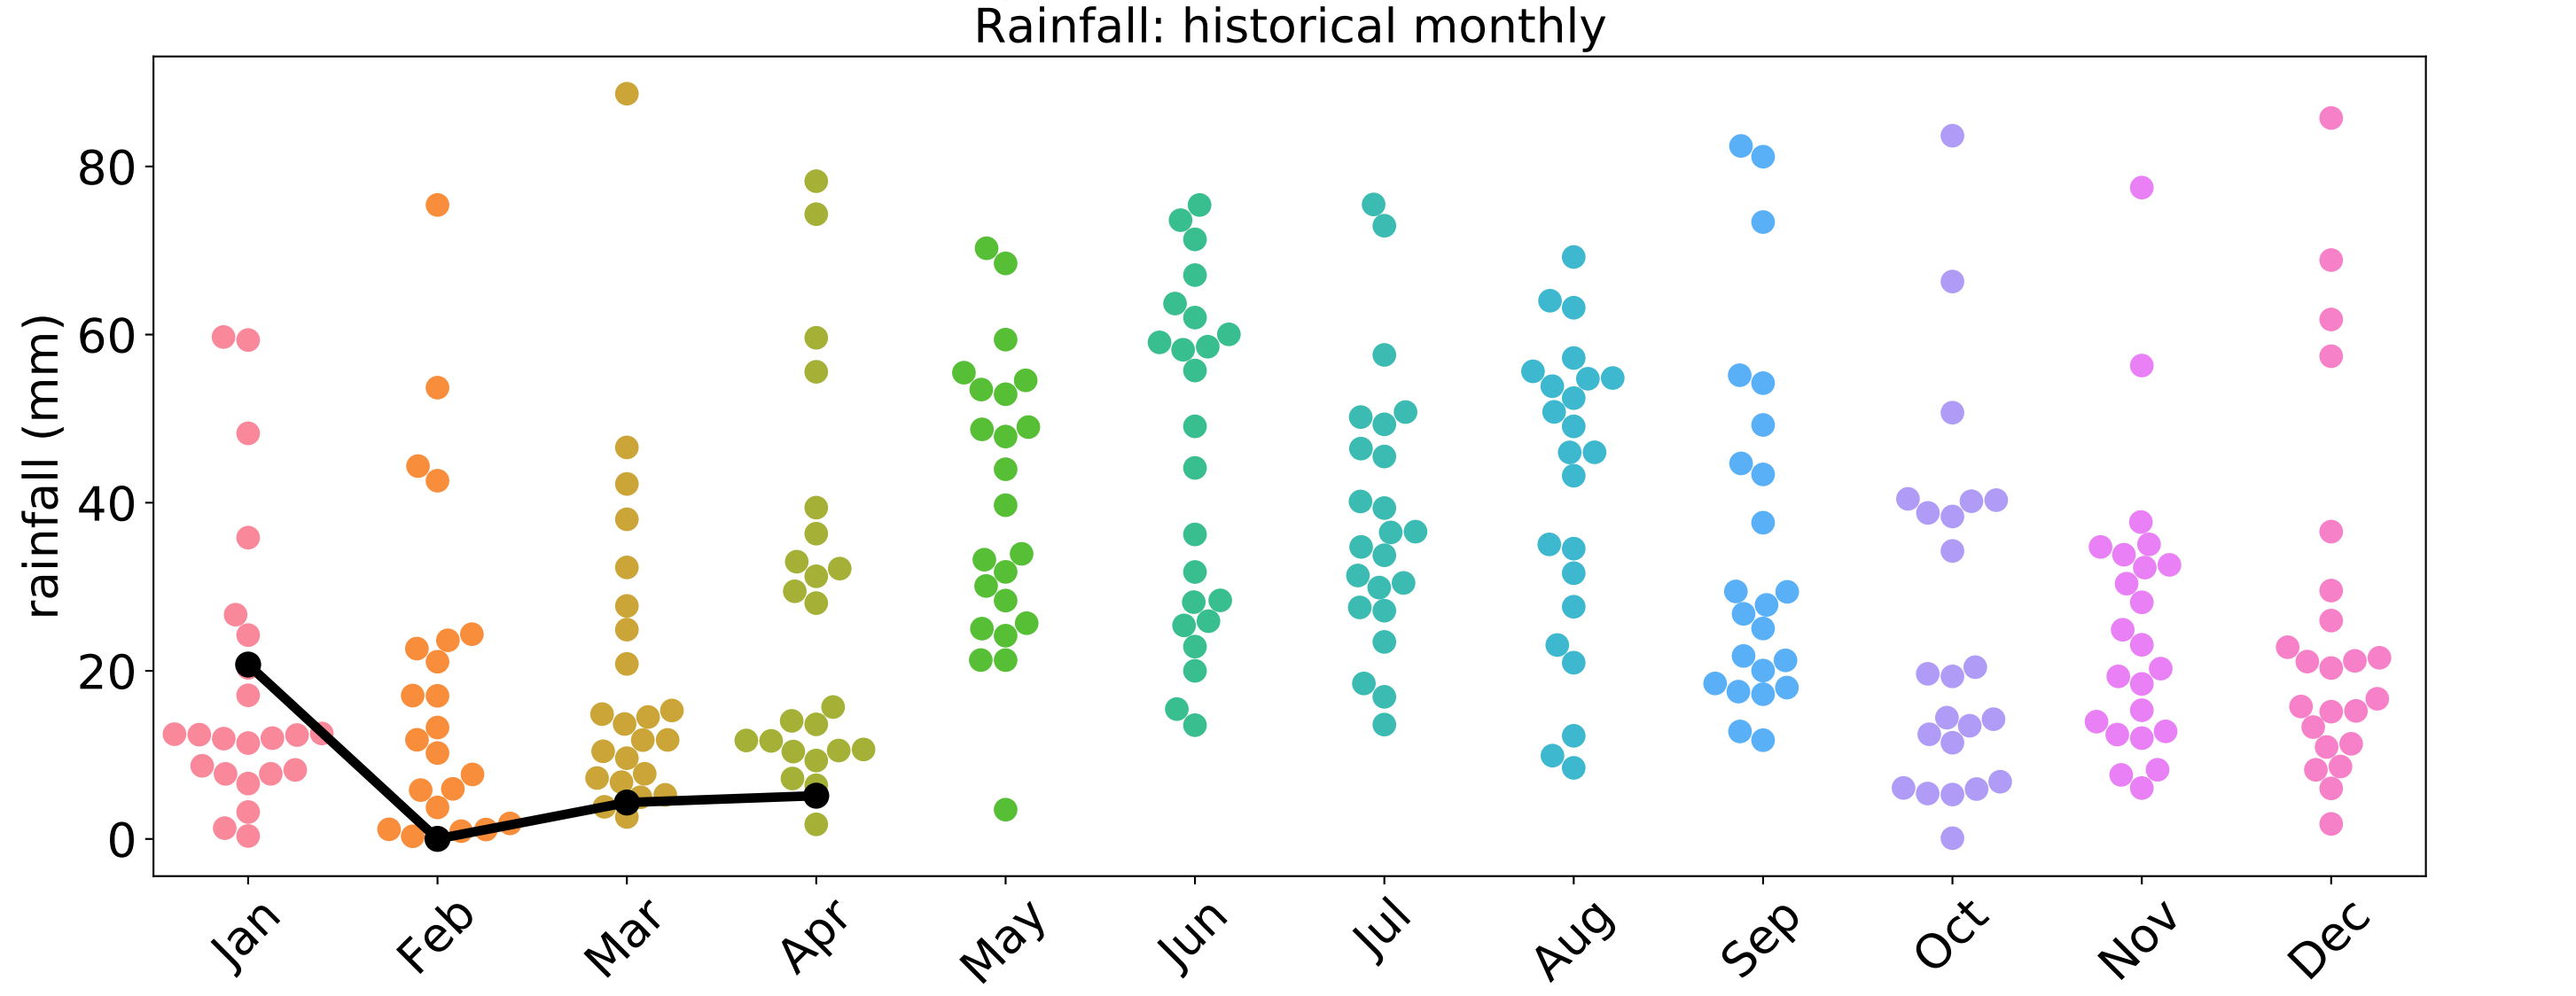 Rainfall: historical monthly
rainfall (mm)
80
60
40
20
0
Jan
Feb
Mar
Apr
May
Jun
Jul
Aug
Sep
Oct
Nov
Dec